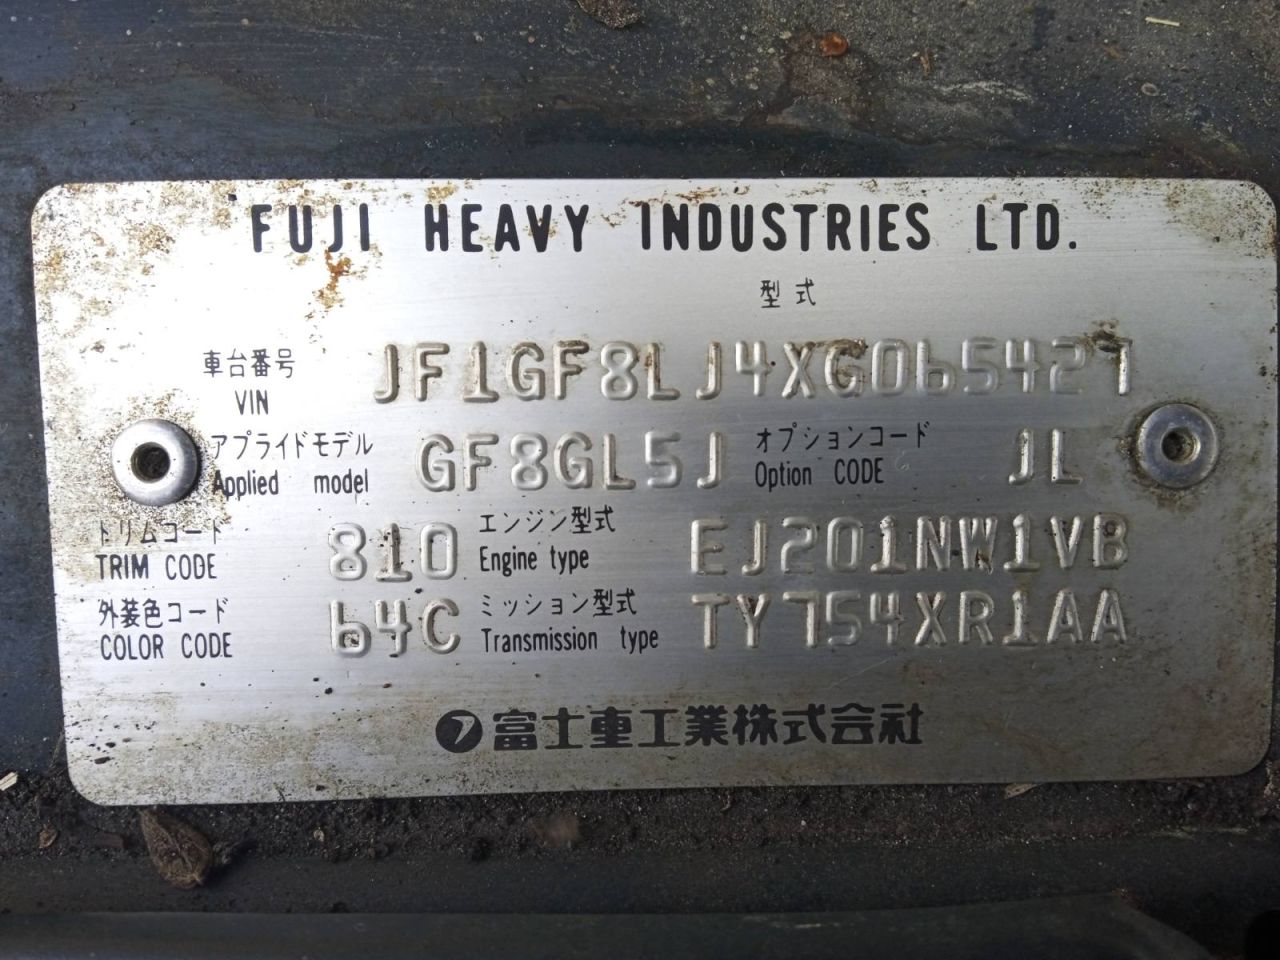 FUJI HEAVY INDUSTRIES LTD.
型式
車台番号
VIN JF1GF8LJ4XG065427
アプライドモデル
Applied model GF8GL5J
オプションコード
Option CODE JL
トリムコード
TRIM CODE 810
エンジン型式
Engine type EJ201NW1VB
外装色コード
COLOR CODE 64C
ミッション型式
Transmission type TY754XR1AA
富士重工業株式会社